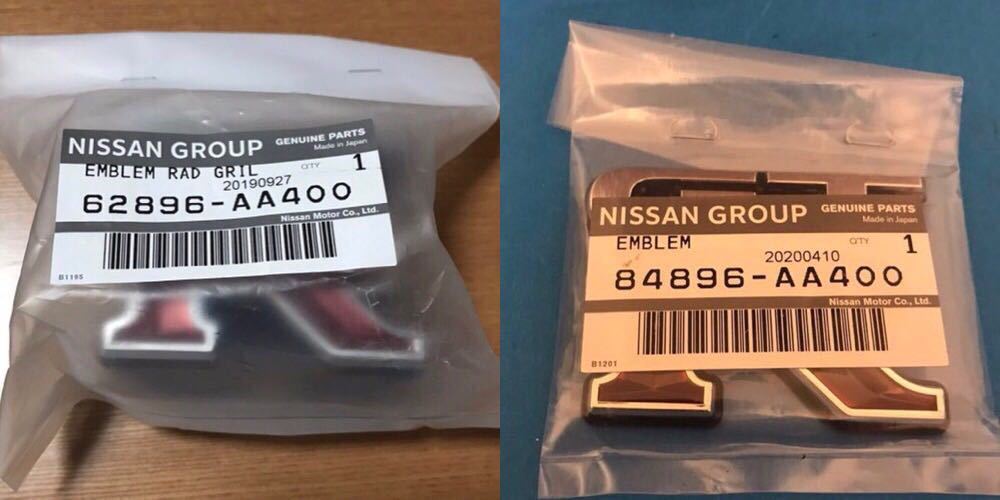 NISSAN GROUP GENUINE PARTS
Made in Japan
EMBLEM RAD GRIL Q'TY 1
20190927
62896-AA400
Nissan Motor Co., Ltd.
B1195
NISSAN GROUP GENUINE PARTS
Made in Japan
EMBLEM Q'TY 1
20200410
84896-AA400
Nissan Motor Co., Ltd.
B1201